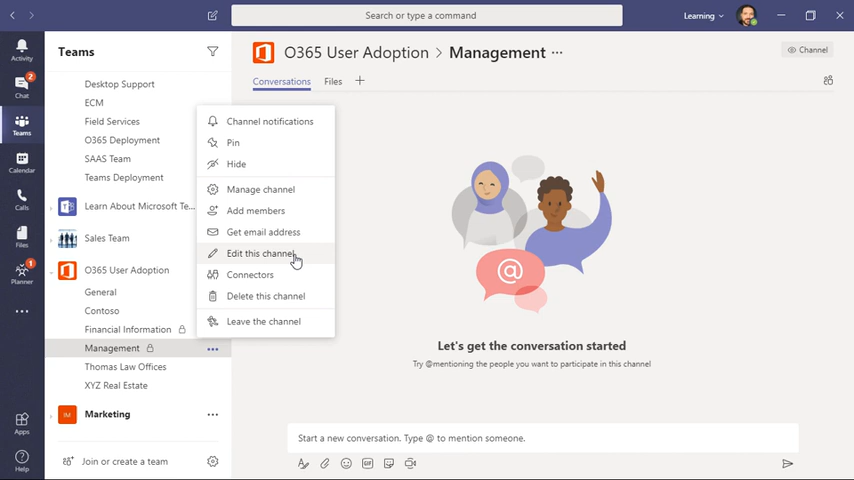 Search or type a command
Learning
Activity
2
Chat
Teams
Calendar
Calls
Files
1
Planner
Apps
Help
Teams
Desktop Support
ECM
Field Services
O365 Deployment
SAAS Team
Teams Deployment
Learn About Microsoft Te...
Sales Team
O365 User Adoption
General
Contoso
Financial Information
Management
Thomas Law Offices
XYZ Real Estate
Marketing
Join or create a team
Channel notifications
Pin
Hide
Manage channel
Add members
Get email address
Edit this channel
Connectors
Delete this channel
Leave the channel
O365 User Adoption > Management
Channel
Conversations Files
@
Let's get the conversation started
Try @mentioning the people you want to participate in this channel
Start a new conversation. Type @ to mention someone.
GIF